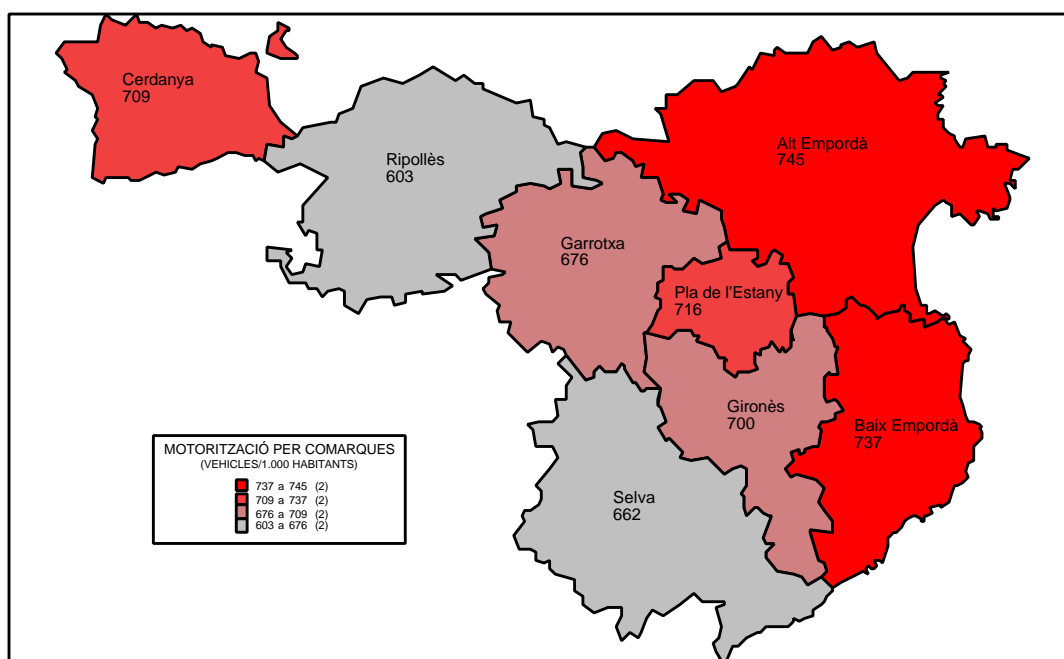 Cerdanya
709
Ripollès
603
Alt Empordà
745
Garrotxa
676
Pla de l'Estany
716
Gironès
700
Baix Empordà
737
Selva
662
MOTORITZACIÓ PER COMARQUES
(VEHICLES/1.000 HABITANTS)
737 a 745 (2)
709 a 737 (2)
676 a 709 (2)
603 a 676 (2)